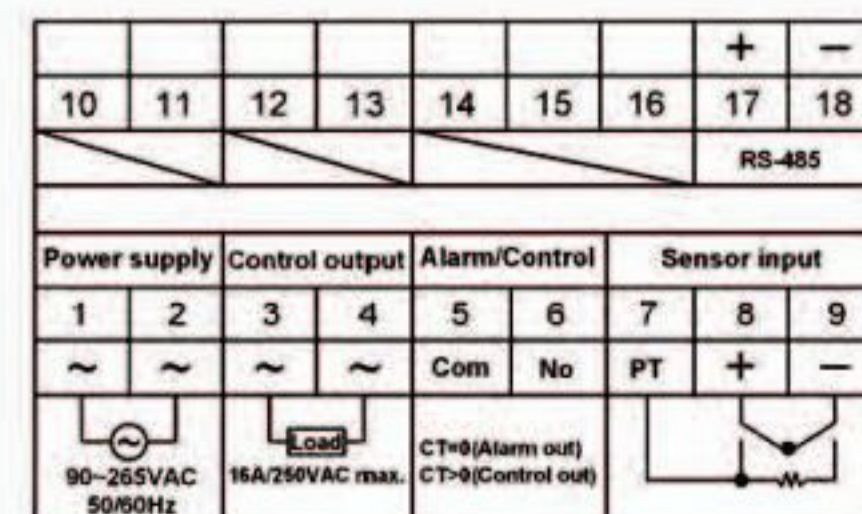 + −
10 11 12 13 14 15 16 17 18
RS-485
Power supply Control output Alarm/Control Sensor input
1 2 3 4 5 6 7 8 9
~ ~ ~ ~ Com No PT + −
Load
CT=0(Alarm out)
90~265VAC 16A/250VAC max. CT>0(Control out)
50/60Hz